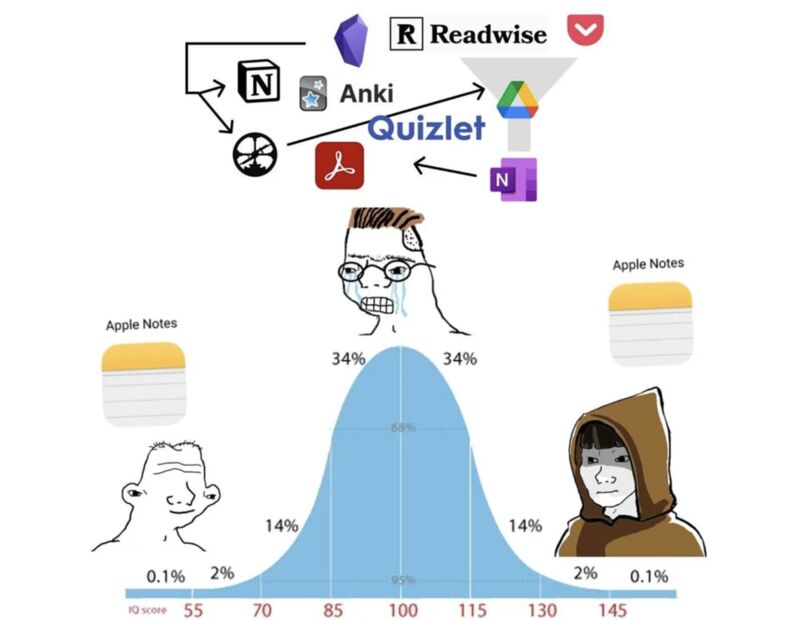 R Readwise
N
Anki
Quizlet
N
Apple Notes
Apple Notes
34% 34%
68%
14% 14%
0.1% 2% 95% 2% 0.1%
IQ score 55 70 85 100 115 130 145